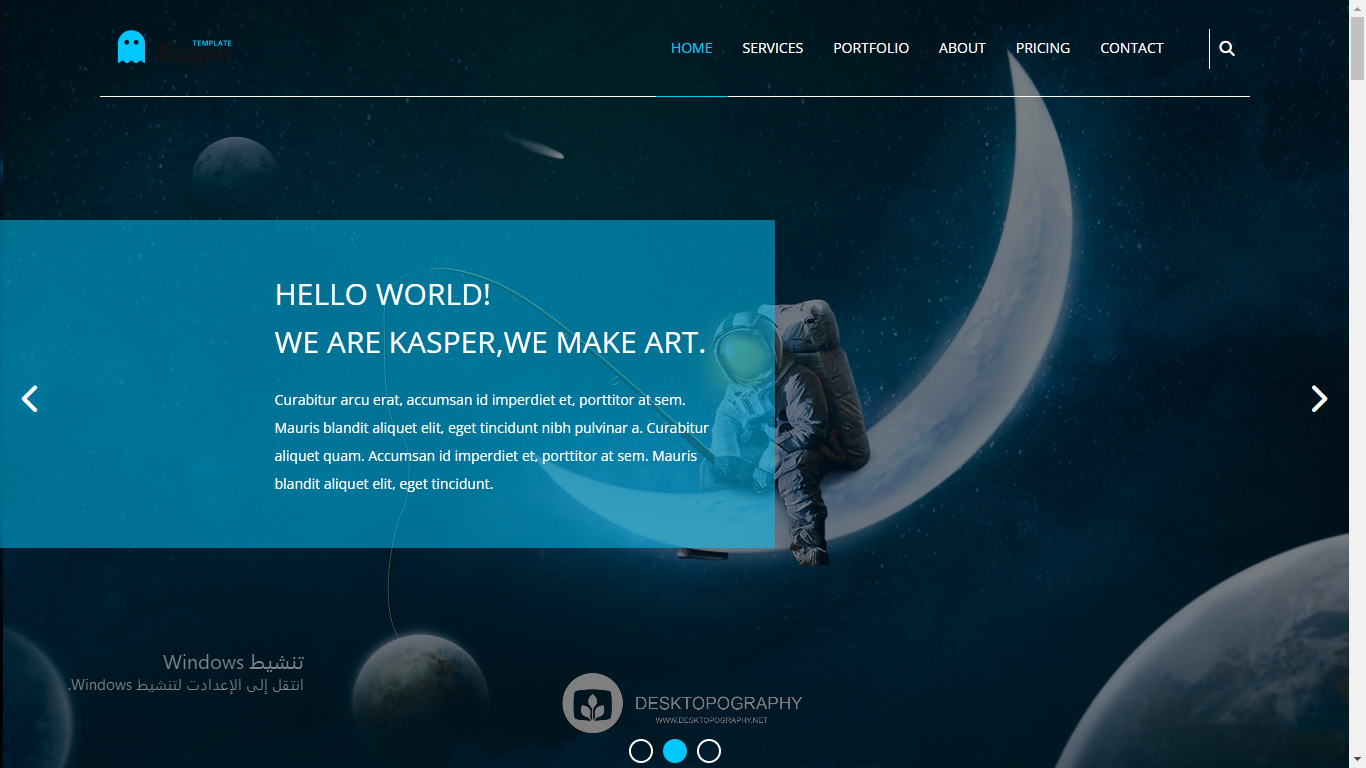 TEMPLATE
HOME SERVICES PORTFOLIO ABOUT PRICING CONTACT
HELLO WORLD!
WE ARE KASPER,WE MAKE ART.
Curabitur arcu erat, accumsan id imperdiet et, porttitor at sem.
Mauris blandit aliquet elit, eget tincidunt nibh pulvinar a. Curabitur
aliquet quam. Accumsan id imperdiet et, porttitor at sem. Mauris
blandit aliquet elit, eget tincidunt.
تنشيط Windows
انتقل إلى الإعدادت لتنشيط Windows.
DESKTOPOGRAPHY
WWW.DESKTOPOGRAPHY.NET